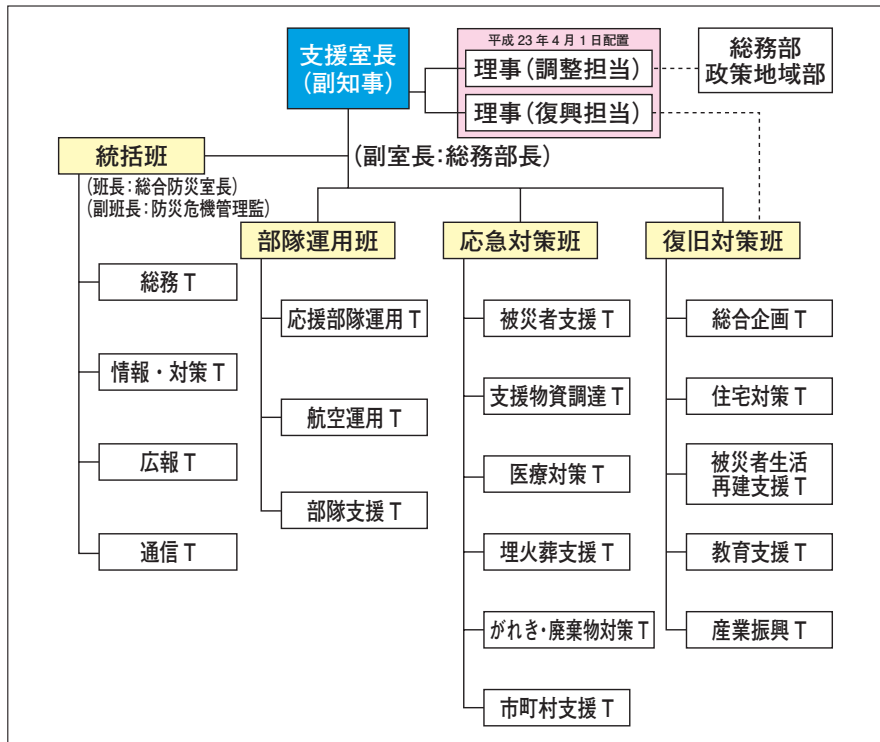 支援室長
(副知事)
平成23年4月1日配置
理事(調整担当)
理事(復興担当)
総務部
政策地域部
(副室長:総務部長)
統括班
(班長:総合防災室長)
(副班長:防災危機管理監)
総務T
情報・対策T
広報T
通信T
部隊運用班
応援部隊運用T
航空運用T
部隊支援T
応急対策班
被災者支援T
支援物資調達T
医療対策T
埋火葬支援T
がれき・廃棄物対策T
市町村支援T
復旧対策班
総合企画T
住宅対策T
被災者生活
再建支援T
教育支援T
産業振興T